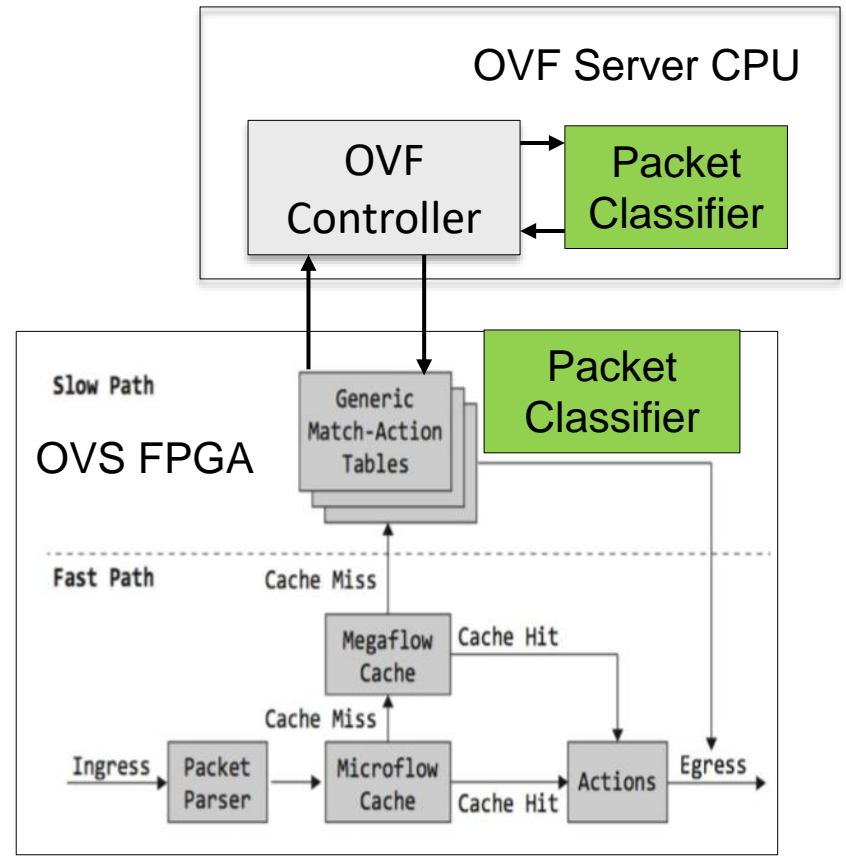 OVF Server CPU
OVF
Controller
Packet
Classifier
Packet
Classifier
Slow Path
Generic
Match-Action
Tables
OVS FPGA
Fast Path
Cache Miss
Megaflow
Cache
Cache Hit
Cache Miss
Ingress
Packet
Parser
Microflow
Cache
Cache Hit
Actions
Egress